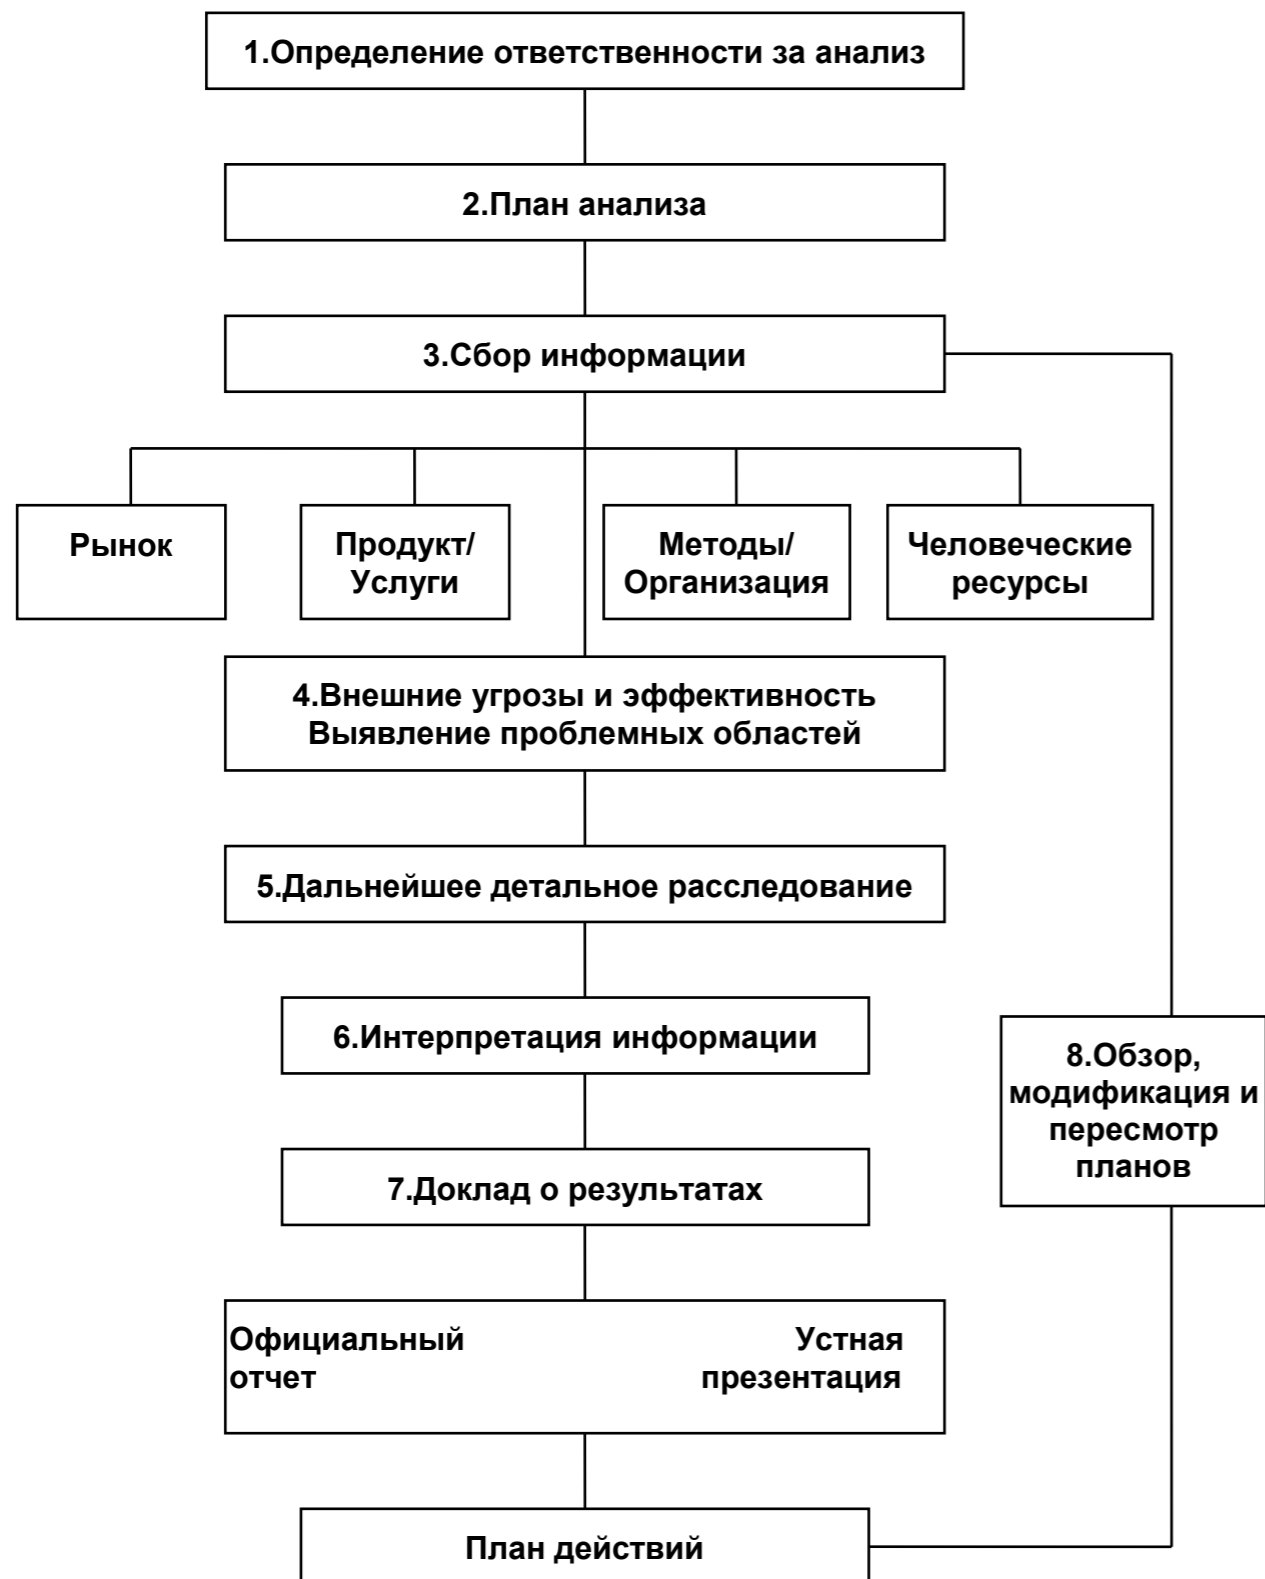 1.Определение ответственности за анализ
2.План анализа
3.Сбор информации
Рынок
Продукт/
Услуги
Методы/
Организация
Человеческие
ресурсы
4.Внешние угрозы и эффективность
Выявление проблемных областей
5.Дальнейшее детальное расследование
6.Интерпретация информации
8.Обзор,
модификация и
пересмотр
планов
7.Доклад о результатах
Официальный
отчет
Устная
презентация
План действий